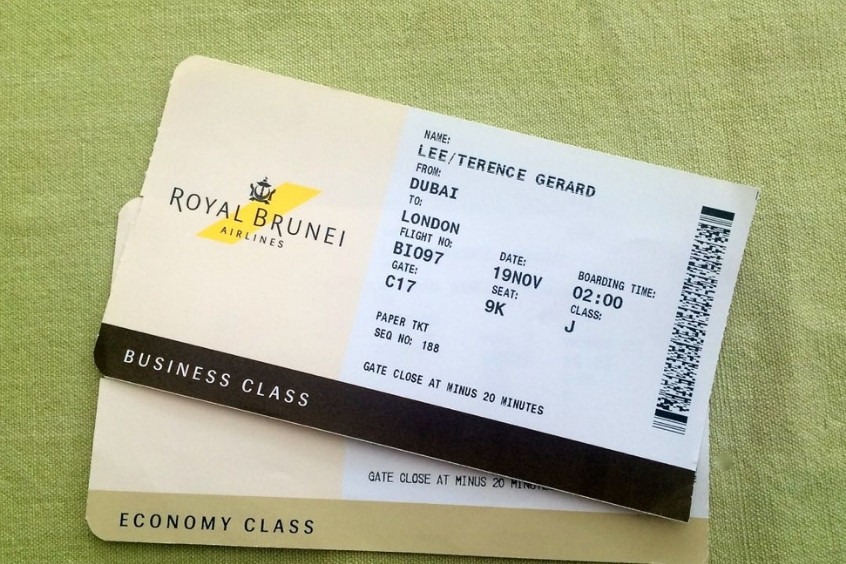 ROYAL BRUNEI
AIRLINES
NAME:
LEE/TERENCE GERARD
FROM:
DUBAI
TO:
LONDON
FLIGHT NO:
BI097
DATE:
19NOV
BOARDING TIME:
02:00
GATE:
C17
SEAT:
9K
CLASS:
J
PAPER TKT
SEQ NO: 188
GATE CLOSE AT MINUS 20 MINUTES
BUSINESS CLASS
GATE CLOSE AT MINUS 20
ECONOMY CLASS